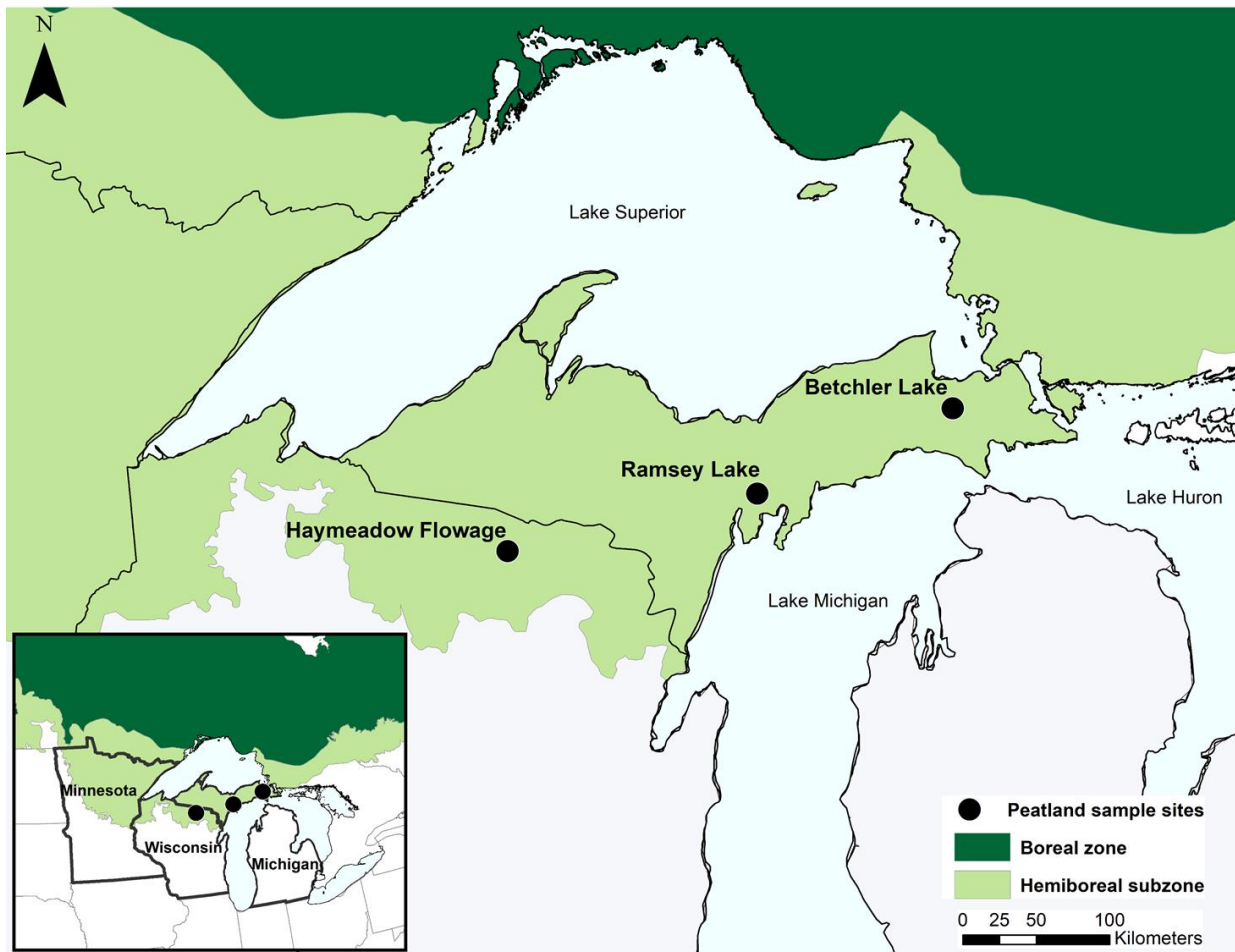 N
Lake Superior
Betchler Lake
Ramsey Lake
Lake Huron
Haymeadow Flowage
Lake Michigan
Minnesota
Wisconsin
Michigan
Peatland sample sites
Boreal zone
Hemiboreal subzone
0 25 50 100
Kilometers